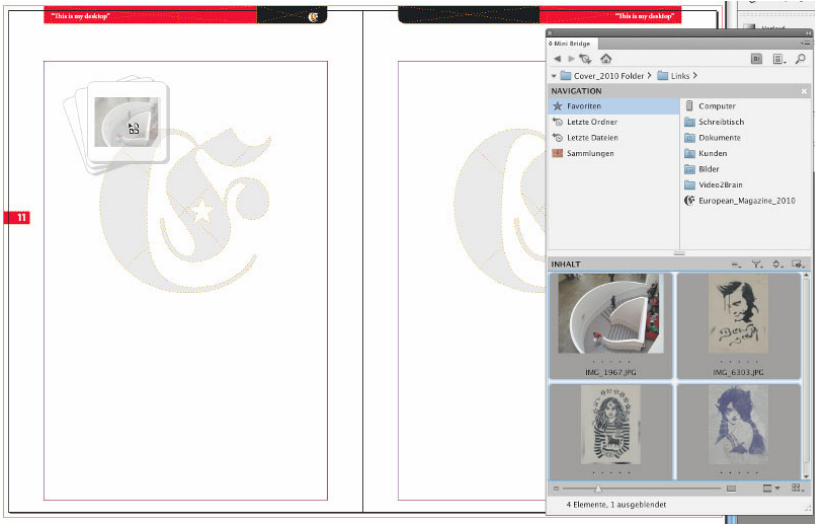 "This is my desktop"
"This is my desktop"
11
Mini Bridge
Br
Cover_2010 Folder > Links >
NAVIGATION
Favoriten
Letzte Ordner
Letzte Dateien
Sammlungen
Computer
Schreibtisch
Dokumente
Kunden
Bilder
Video2Brain
European_Magazine_2010
INHALT
IMG_1967.JPG
IMG_6303.JPG
4 Elemente, 1 ausgeblendet